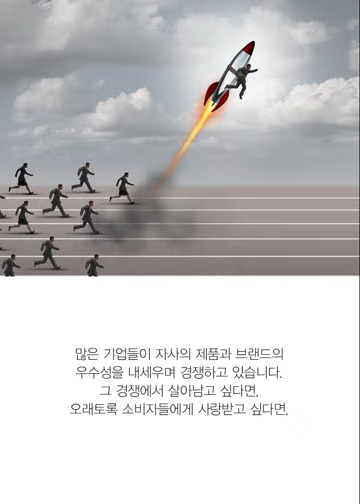 많은 기업들이 자사의 제품과 브랜드의
우수성을 내세우며 경쟁하고 있습니다.
그 경쟁에서 살아남고 싶다면,
오래토록 소비자들에게 사랑받고 싶다면,